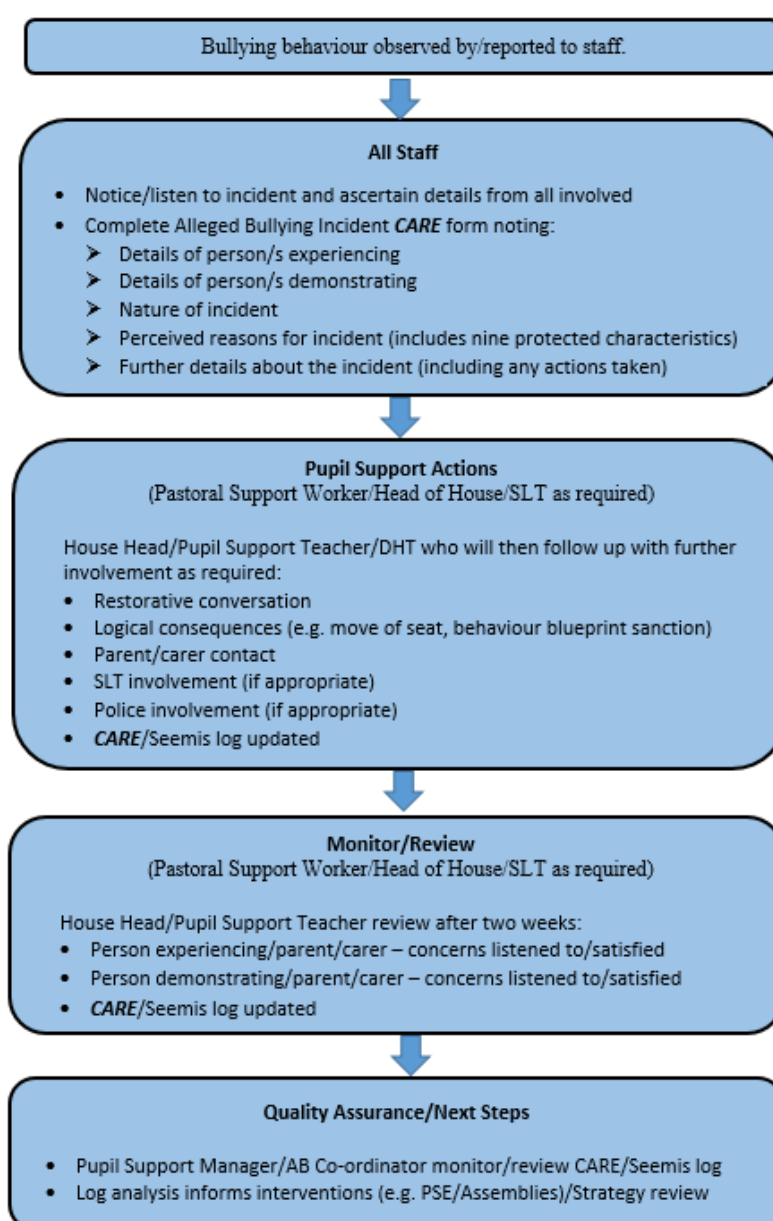 Bullying behaviour observed by/reported to staff.
All Staff
• Notice/listen to incident and ascertain details from all involved
• Complete Alleged Bullying Incident CARE form noting:
➤ Details of person/s experiencing
➤ Details of person/s demonstrating
➤ Nature of incident
➤ Perceived reasons for incident (includes nine protected characteristics)
➤ Further details about the incident (including any actions taken)
Pupil Support Actions
(Pastoral Support Worker/Head of House/SLT as required)
House Head/Pupil Support Teacher/DHT who will then follow up with further
involvement as required:
• Restorative conversation
• Logical consequences (e.g. move of seat, behaviour blueprint sanction)
• Parent/carer contact
• SLT involvement (if appropriate)
• Police involvement (if appropriate)
• CARE/Seemis log updated
Monitor/Review
(Pastoral Support Worker/Head of House/SLT as required)
House Head/Pupil Support Teacher review after two weeks:
• Person experiencing/parent/carer – concerns listened to/satisfied
• Person demonstrating/parent/carer – concerns listened to/satisfied
• CARE/Seemis log updated
Quality Assurance/Next Steps
• Pupil Support Manager/AB Co-ordinator monitor/review CARE/Seemis log
• Log analysis informs interventions (e.g. PSE/Assemblies)/Strategy review